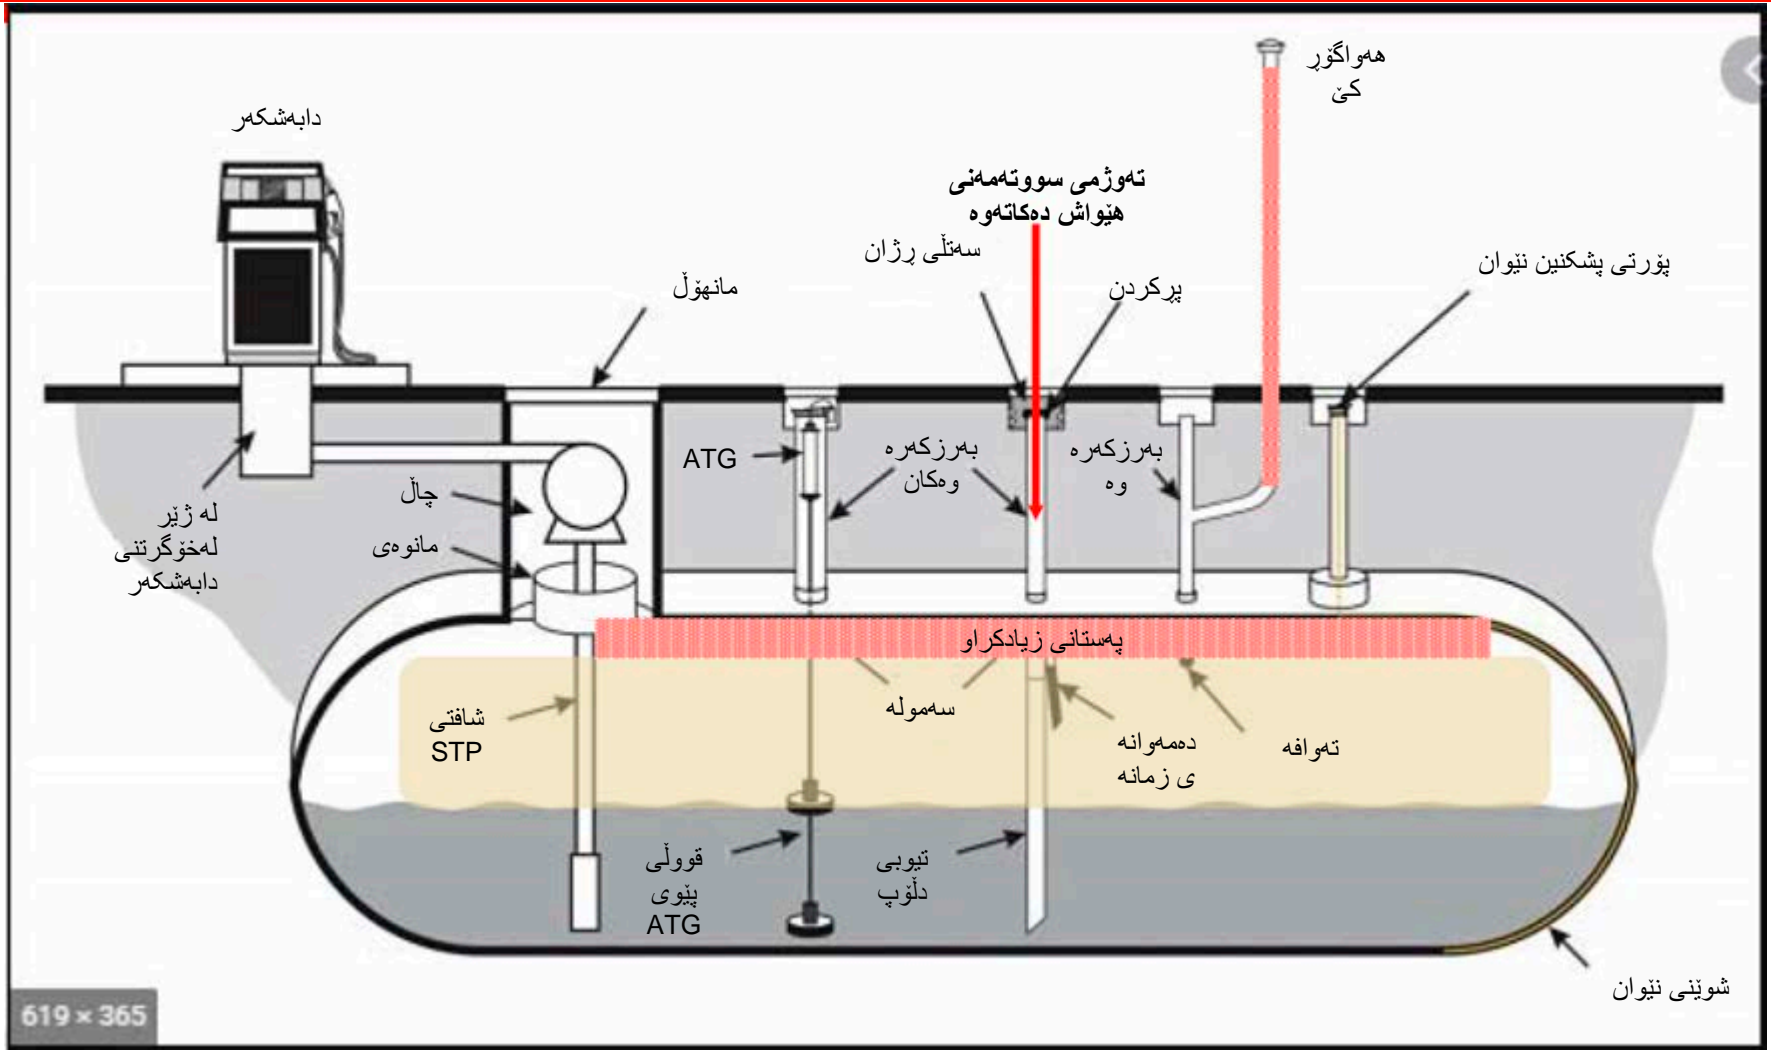 هەواگۆڕ
کێ
دابەشکەر
تەوژمی سووتەمەنی
هێواش دەکاتەوە
سەتڵی ڕژان
پۆرتی پشکنین نێوان
مانهۆڵ
پڕکردن
ATG
بەرزکەرە
وەکان
بەرزکەرە
وە
چاڵ
لە ژێر
لەخۆگرتنی
دابەشکەر
مانوەی
پەستانی زیادکراو
سەمولە
شافتی
STP
دەمەوانە
ی زمانە
تەوافە
قووڵی
پێوی
ATG
تیوبی
دڵۆپ
شوێنی نێوان
619 × 365